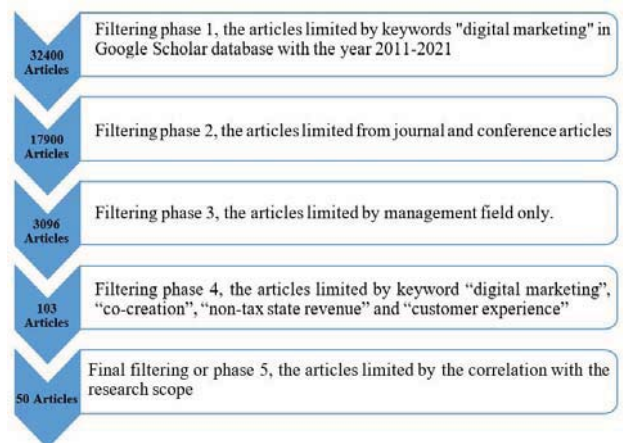 32400
Articles
Filtering phase 1, the articles limited by keywords "digital marketing" in
Google Scholar database with the year 2011-2021
17900
Articles
Filtering phase 2, the articles limited from journal and conference articles
3096
Articles
Filtering phase 3, the articles limited by management field only.
103
Articles
Filtering phase 4, the articles limited by keyword “digital marketing”,
“co-creation”, “non-tax state revenue” and “customer experience”
50 Articles
Final filtering or phase 5, the articles limited by the correlation with the
research scope